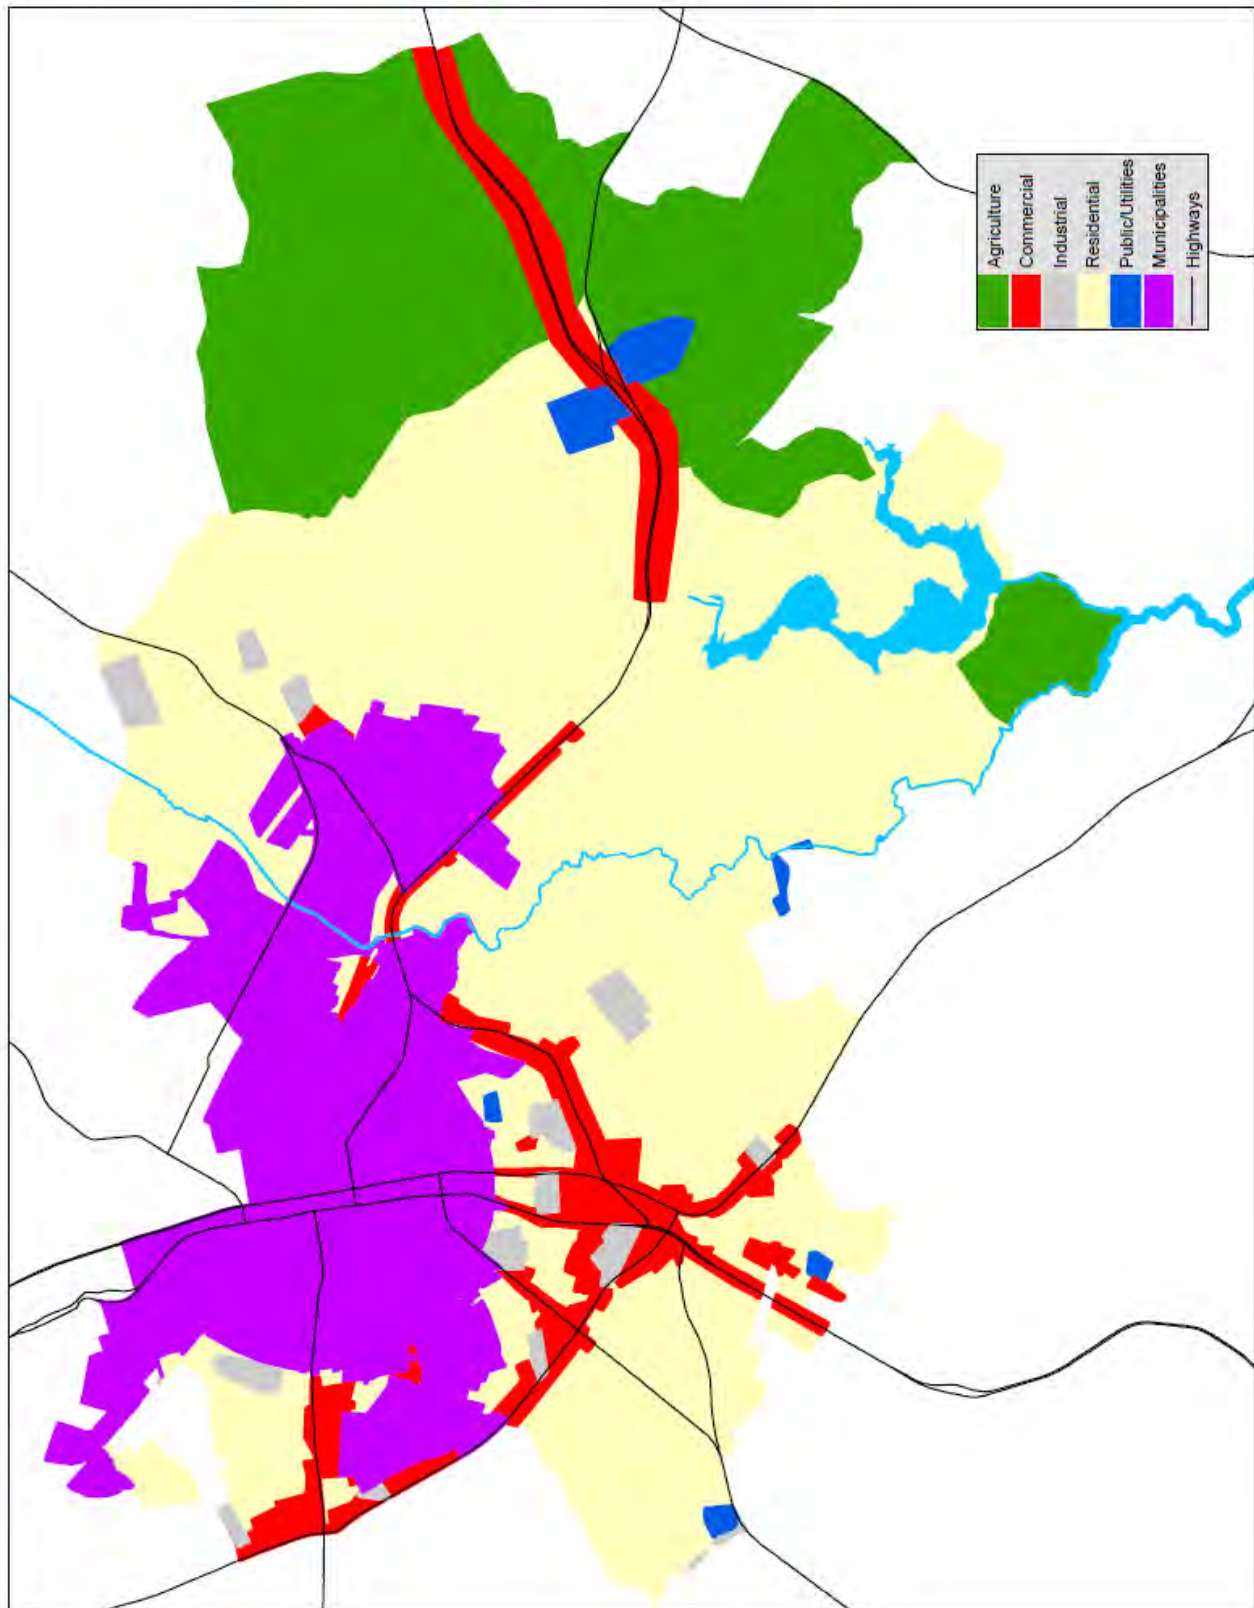 Agriculture
Commercial
Industrial
Residential
Public/Utilities
Municipalities
Highways